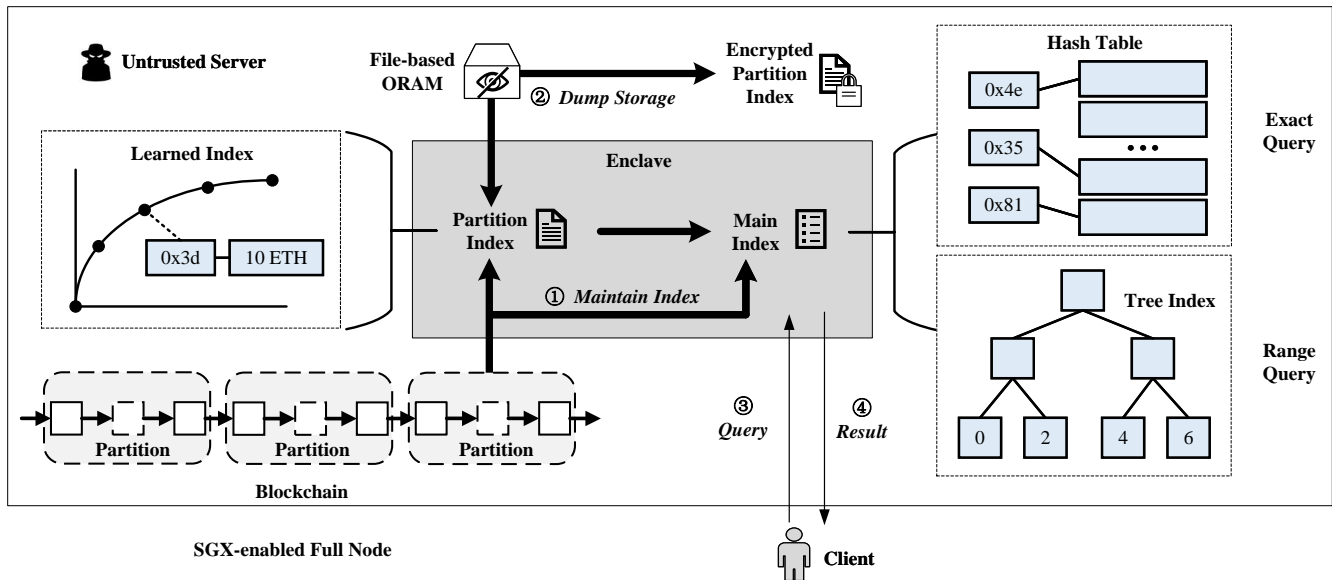 Untrusted Server
File-based
ORAM
② Dump Storage
Encrypted
Partition
Index
Hash Table
0x4e
0x35
0x81
Exact
Query
Learned Index
0x3d
10 ETH
Enclave
Partition
Index
Main
Index
① Maintain Index
Tree Index
0
2
4
6
Range
Query
Partition
Partition
Partition
Blockchain
③
Query
④
Result
SGX-enabled Full Node
Client